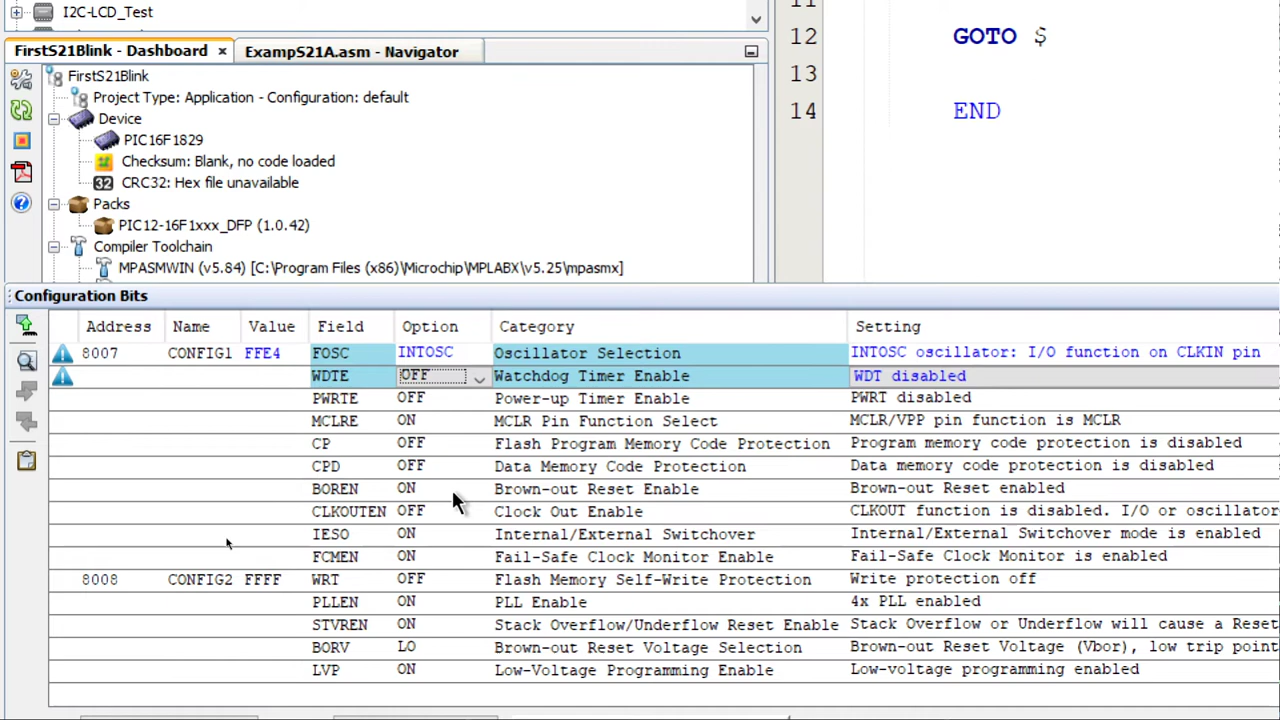 I2C-LCD_Test
FirstS21Blink - Dashboard × ExampS21A.asm - Navigator
FirstS21Blink
Project Type: Application - Configuration: default
Device
PIC16F1829
Checksum: Blank, no code loaded
32 CRC32: Hex file unavailable
Packs
PIC12-16F1xxx_DFP (1.0.42)
Compiler Toolchain
MPASMWIN (v5.84) [C:\Program Files (x86)\Microchip\MPLABX\v5.25\mpasmx]
11
12 GOTO $
13
14 END
Configuration Bits
Address Name Value Field Option Category Setting
8007 CONFIG1 FFE4 FOSC INTOSC Oscillator Selection INTOSC oscillator: I/O function on CLKIN pin
WDTE OFF Watchdog Timer Enable WDT disabled
PWRTE OFF Power-up Timer Enable PWRT disabled
MCLRE ON MCLR Pin Function Select MCLR/VPP pin function is MCLR
CP OFF Flash Program Memory Code Protection Program memory code protection is disabled
CPD OFF Data Memory Code Protection Data memory code protection is disabled
BOREN ON Brown-out Reset Enable Brown-out Reset enabled
CLKOUTEN OFF Clock Out Enable CLKOUT function is disabled. I/O or oscillator
IESO ON Internal/External Switchover Internal/External Switchover mode is enabled
FCMEN ON Fail-Safe Clock Monitor Enable Fail-Safe Clock Monitor is enabled
8008 CONFIG2 FFFF WRT OFF Flash Memory Self-Write Protection Write protection off
PLLEN ON PLL Enable 4x PLL enabled
STVREN ON Stack Overflow/Underflow Reset Enable Stack Overflow or Underflow will cause a Reset
BORV LO Brown-out Reset Voltage Selection Brown-out Reset Voltage (Vbor), low trip point
LVP ON Low-Voltage Programming Enable Low-voltage programming enabled